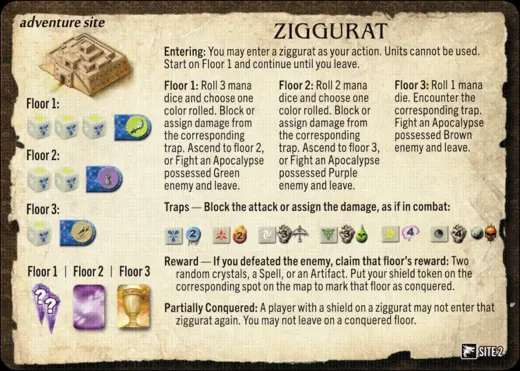 adventure site
ZIGGURAT
Entering: You may enter a ziggurat as your action. Units cannot be used.
Start on Floor 1 and continue until you leave.
Floor 1:
Floor 2:
Floor 3:
Floor 1 | Floor 2 | Floor 3
??
Floor 1: Roll 3 mana
dice and choose one
color rolled. Block or
assign damage from
the corresponding
trap. Ascend to floor 2,
or Fight an Apocalypse
possessed Green
enemy and leave.
Floor 2: Roll 2 mana
dice and choose one
color rolled. Block or
assign damage from
the corresponding
trap. Ascend to floor 3,
or Fight an Apocalypse
possessed Purple
enemy and leave.
Floor 3: Roll 1 mana
die. Encounter the
corresponding trap.
Fight an Apocalypse
possessed Brown
enemy and leave.
Traps — Block the attack or assign the damage, as if in combat:
2 2 3 3 4 3
Reward — If you defeated the enemy, claim that floor's reward: Two
random crystals, a Spell, or an Artifact. Put your shield token on the
corresponding spot on the map to mark that floor as conquered.
Partially Conquered: A player with a shield on a ziggurat may not enter that
ziggurat again. You may not leave on a conquered floor.
SITE 2